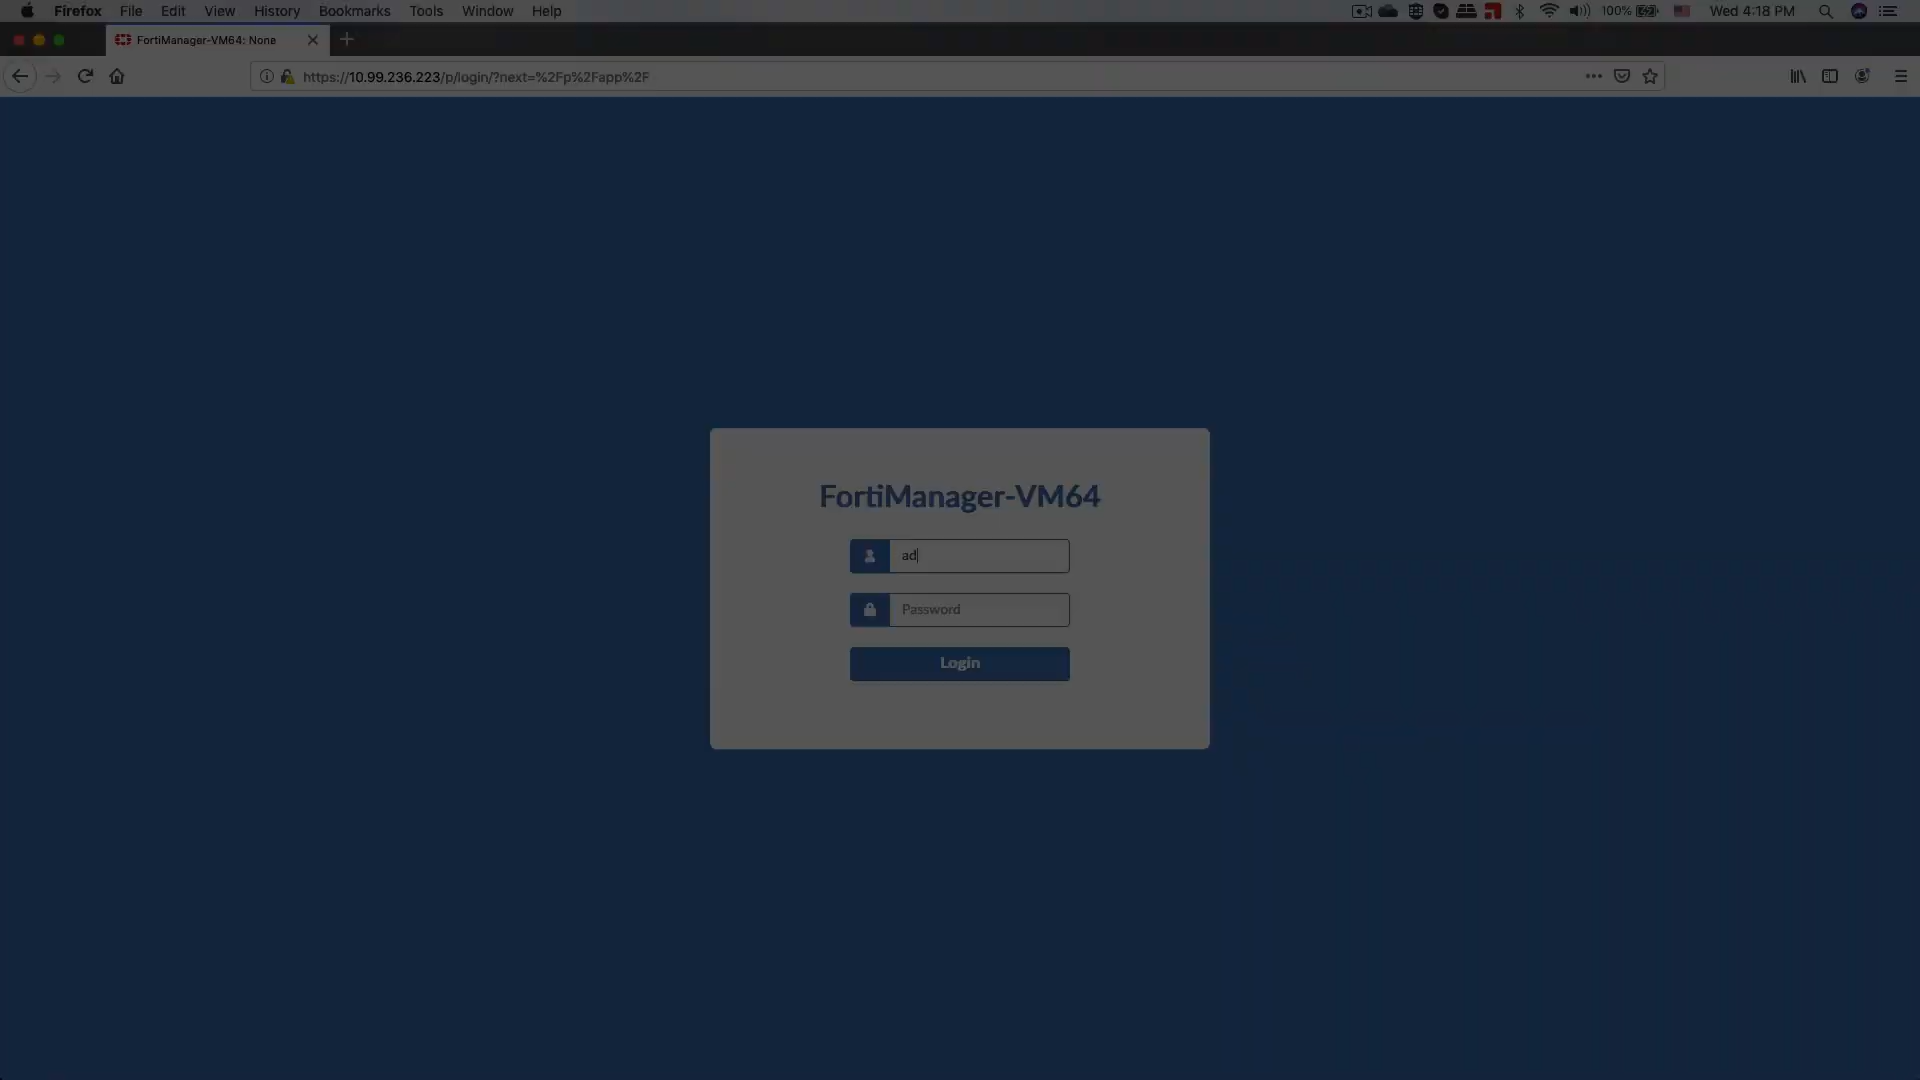 Firefox File Edit View History Bookmarks Tools Window Help 100% Wed 4:18 PM
FortiManager-VM64: None
https://10.99.236.223/p/login/?next=%2Fp%2Fapp%2F
FortiManager-VM64
ad
Password
Login